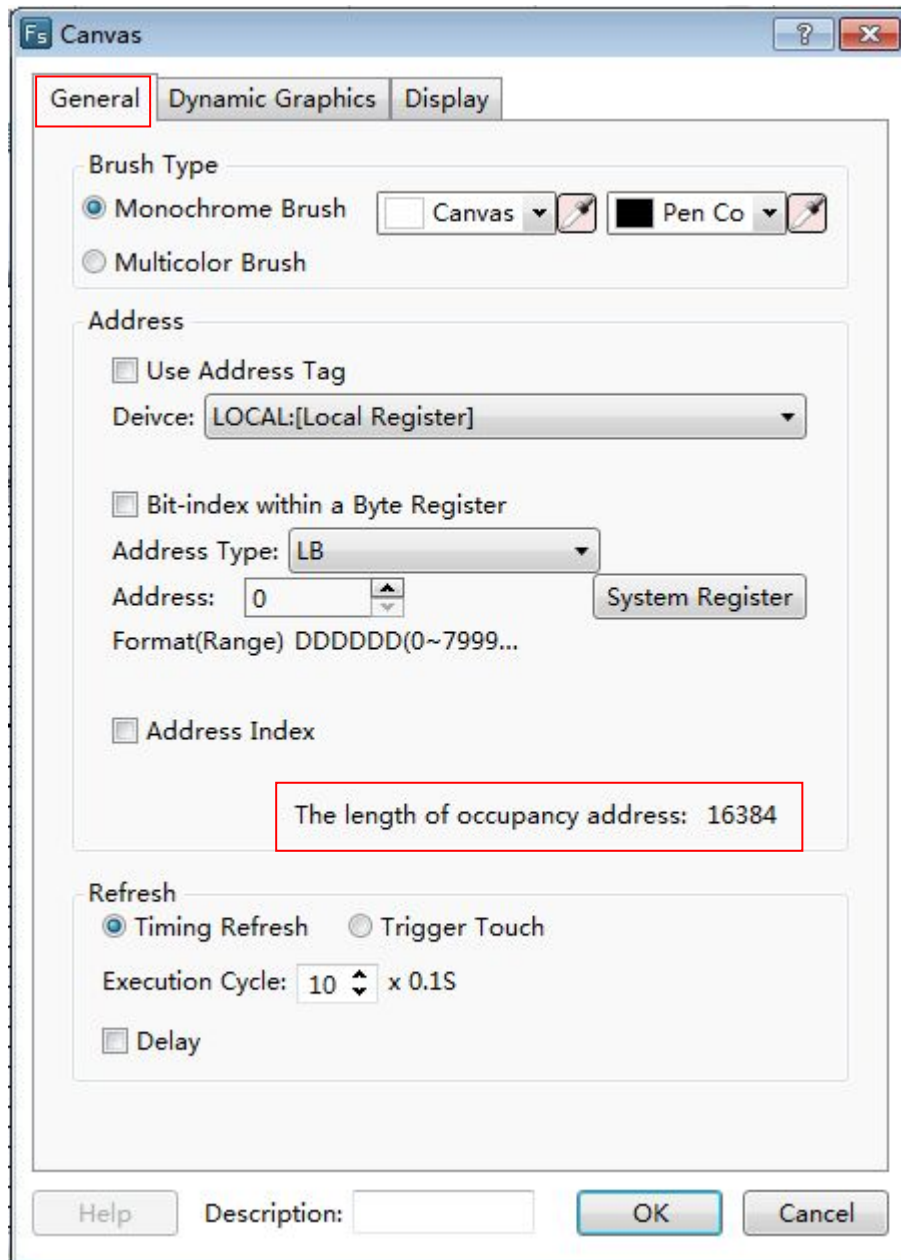 Fs Canvas
General Dynamic Graphics Display
Brush Type
Monochrome Brush Canvas Pen Co
Multicolor Brush
Address
Use Address Tag
Deivce: LOCAL:[Local Register]
Bit-index within a Byte Register
Address Type: LB
Address: 0 System Register
Format(Range) DDDDDD(0~7999...
Address Index
The length of occupancy address: 16384
Refresh
Timing Refresh Trigger Touch
Execution Cycle: 10 x 0.1S
Delay
Help Description: OK Cancel